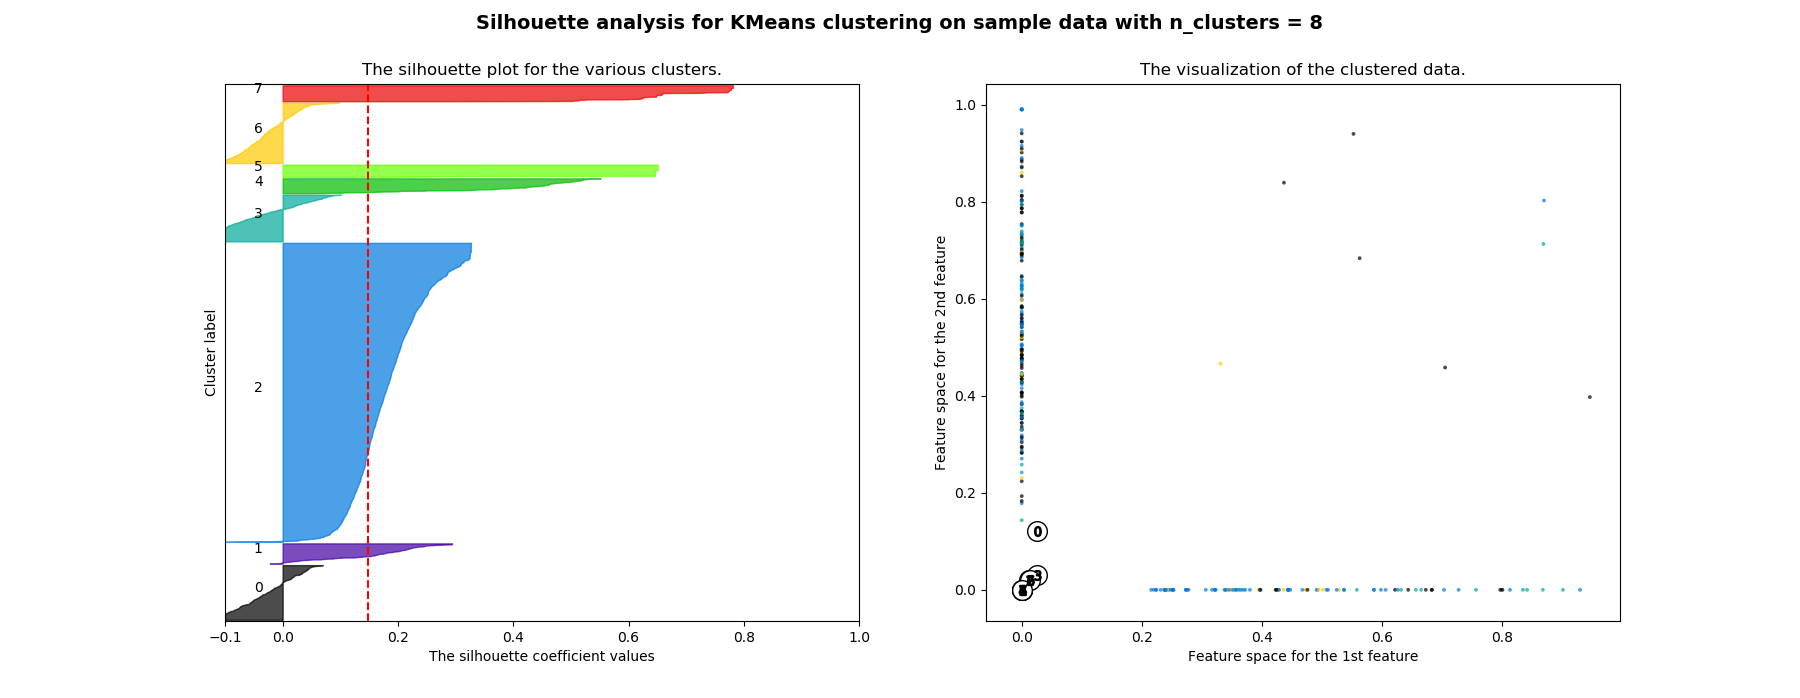 Silhouette analysis for KMeans clustering on sample data with n_clusters = 8
The silhouette plot for the various clusters.
7
6
5
4
3
2
1
0
Cluster label
−0.1 0.0 0.2 0.4 0.6 0.8 1.0
The silhouette coefficient values
The visualization of the clustered data.
1.0
0.8
0.6
0.4
0.2
0.0
Feature space for the 2nd feature
0
3
0.0 0.2 0.4 0.6 0.8
Feature space for the 1st feature